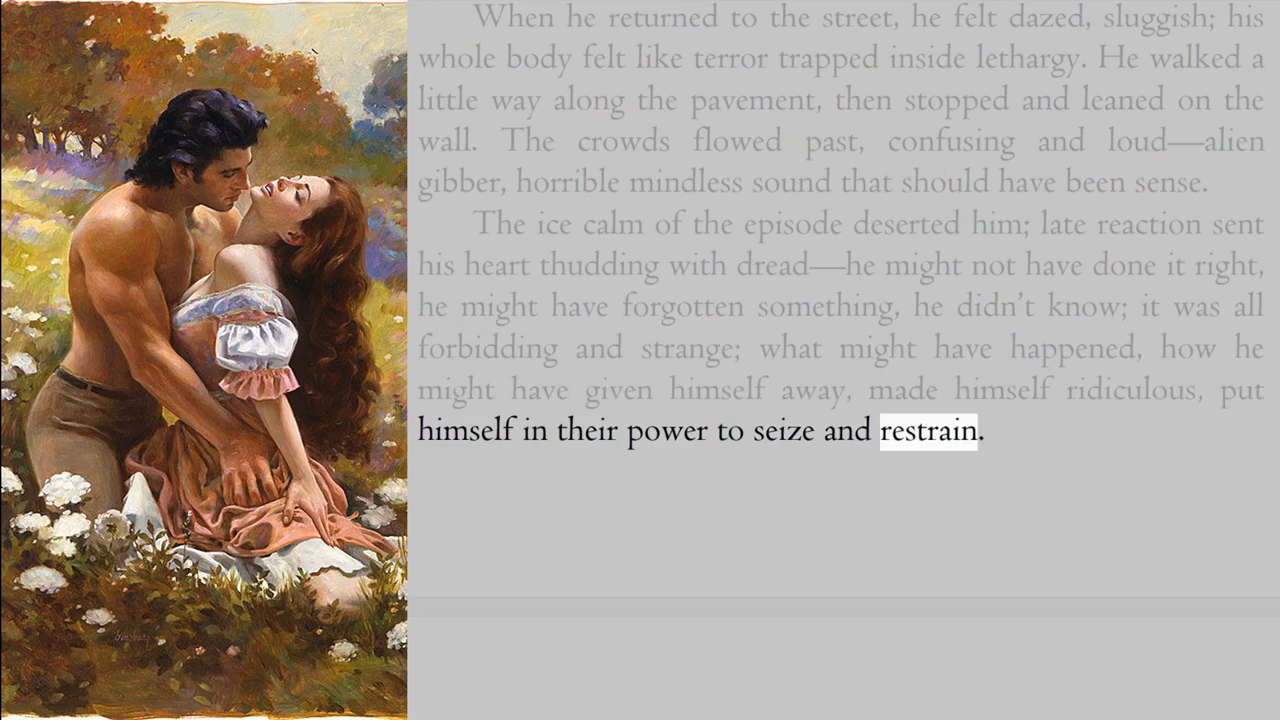 When he returned to the street, he felt dazed, sluggish; his
whole body felt like terror trapped inside lethargy. He walked a
little way along the pavement, then stopped and leaned on the
wall. The crowds flowed past, confusing and loud—alien
gibber, horrible mindless sound that should have been sense.
The ice calm of the episode deserted him; late reaction sent
his heart thudding with dread—he might not have done it right,
he might have forgotten something, he didn’t know; it was all
forbidding and strange; what might have happened, how he
might have given himself away, made himself ridiculous, put
himself in their power to seize and restrain.